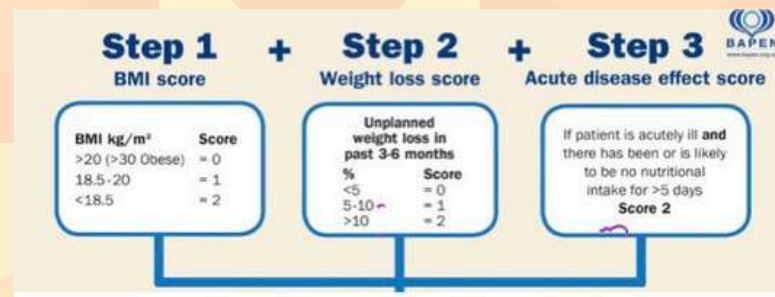 Step 1 + Step 2 + Step 3
BMI score
Weight loss score
Acute disease effect score
BAPEN
BMI kg/m² Score
>20 (>30 Obese) = 0
18.5-20 = 1
<18.5 = 2
Unplanned
weight loss in
past 3-6 months
% Score
<5 = 0
5-10 = 1
>10 = 2
If patient is acutely ill and
there has been or is likely
to be no nutritional
intake for >5 days
Score 2